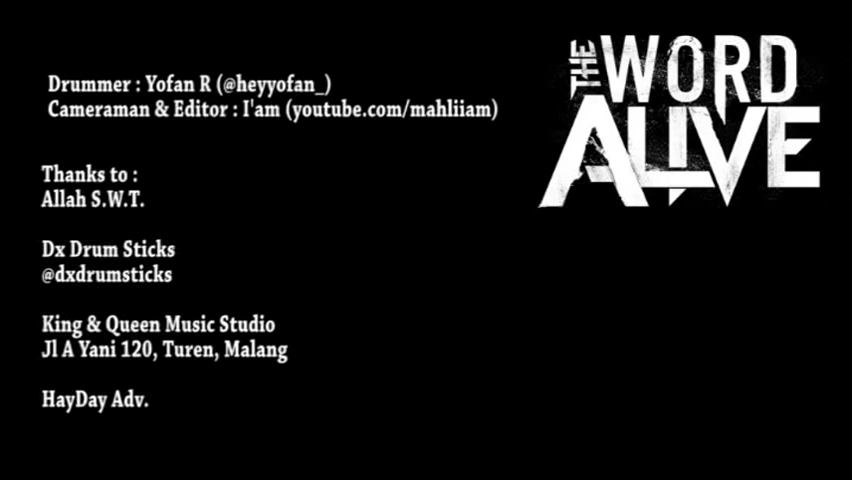 Drummer : Yofan R (@heyyofan_)
Cameraman & Editor : I'am (youtube.com/mahliiam)
Thanks to :
Allah S.W.T.
Dx Drum Sticks
@dxdrumsticks
King & Queen Music Studio
Jl A Yani 120, Turen, Malang
HayDay Adv.
THE WORD
ALIVE